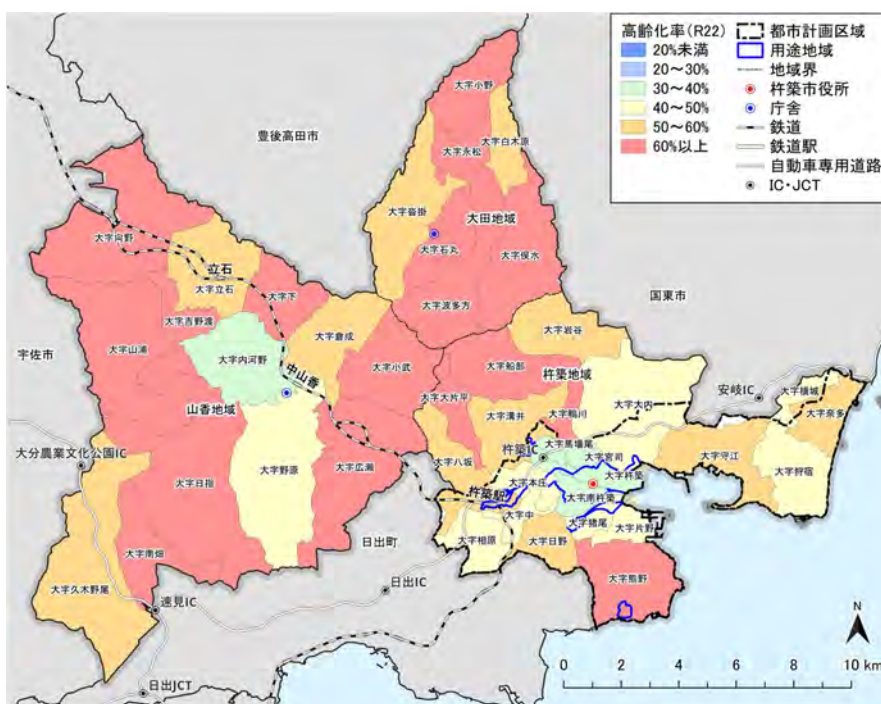 高齢化率(R22)
20%未満
20～30%
30～40%
40～50%
50～60%
60%以上
都市計画区域
用途地域
地域界
杵築市役所
庁舎
鉄道
鉄道駅
自動車専用道路
IC・JCT
大字小野
豊後高田市
大字白木原
大字永松
大字沓掛
大田地域
大字石丸
大字俣水
大字向野
立石
大字立石
大字下
大字波多方
国東市
大字吉野渡
大字倉成
大字岩谷
宇佐市
大字山浦
大字内河野
中山香
大字小武
大字船部
杵築地域
安岐IC
大字横城
大字奈多
山香地域
大字大片平
大字鴨川
大字大内
大字溝井
大分農業文化公園IC
杵築IC
大字馬場尾
大字宮司
大字守江
大字八坂
大字狩宿
大字日指
大字野原
大字広瀬
杵築駅
大字本庄
大字杵築
大字南杵築
大字中
大字猪尾
大字片野
日出町
大字相原
大字日野
大字南畑
大字熊野
大字久木野尾
日出IC
速見IC
日出JCT
N
0 2 4 6 8 10 km